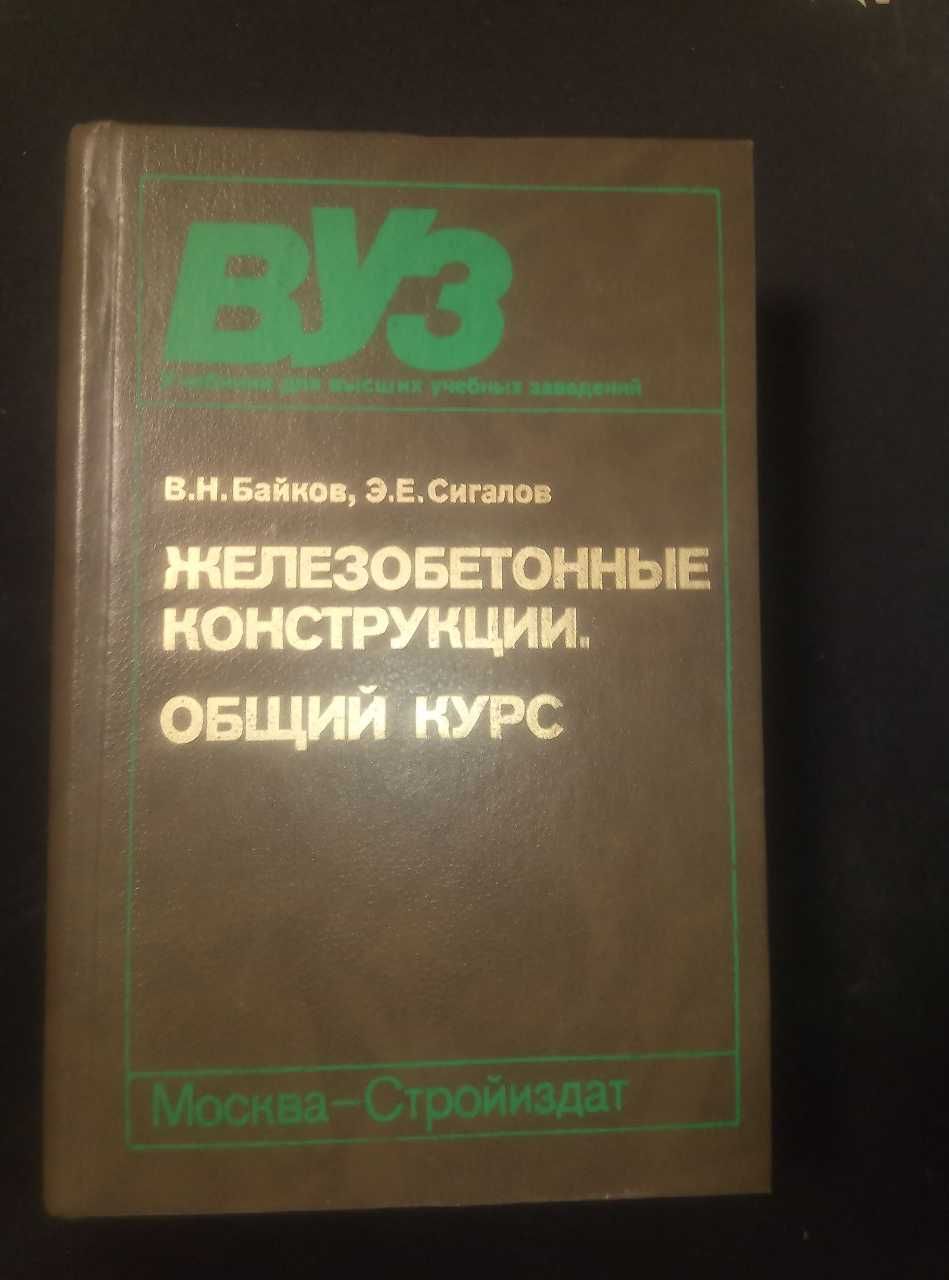 ВУЗ
Учебники для высших учебных заведений
В.Н.Байков, Э.Е.Сигалов
ЖЕЛЕЗОБЕТОННЫЕ
КОНСТРУКЦИИ.
ОБЩИЙ КУРС
Москва – Стройиздат